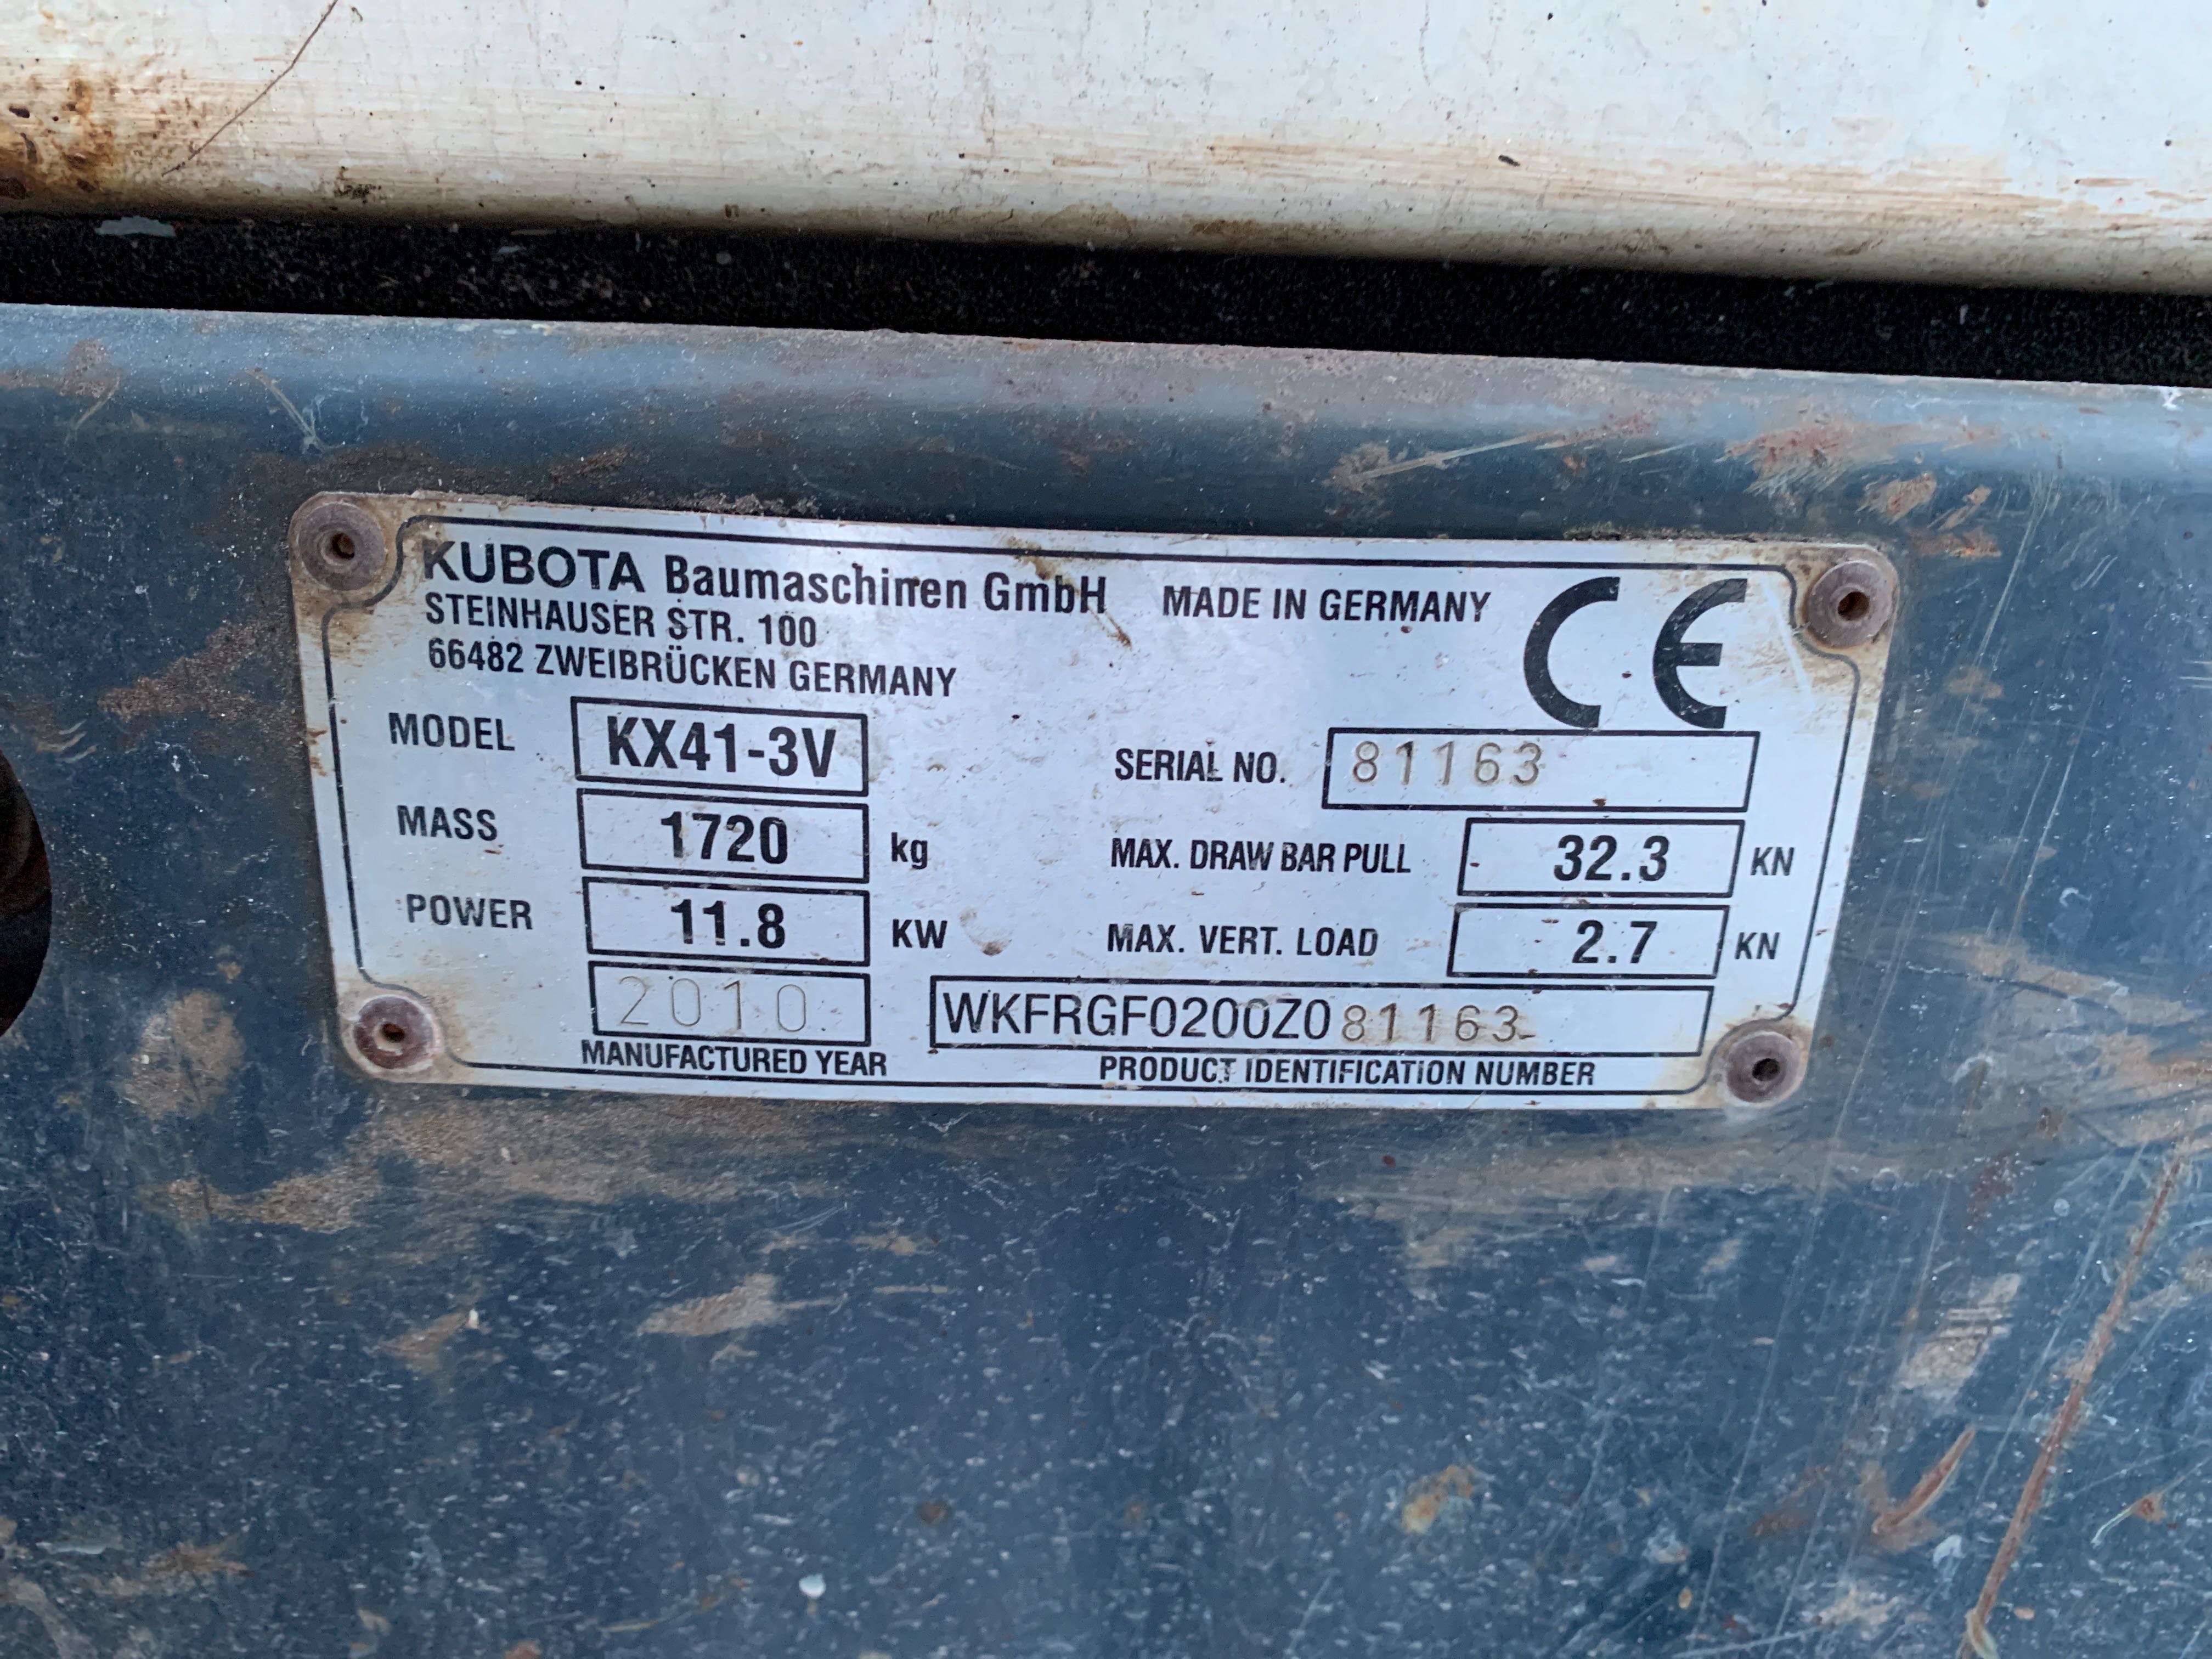 KUBOTA Baumaschinen GmbH MADE IN GERMANY CE
STEINHAUSER STR. 100
66482 ZWEIBRÜCKEN GERMANY
MODEL KX41-3V SERIAL NO. 81163
MASS 1720 kg MAX. DRAW BAR PULL 32.3 KN
POWER 11.8 KW MAX. VERT. LOAD 2.7 KN
2010 WKFRGF0200Z081163
MANUFACTURED YEAR PRODUCT IDENTIFICATION NUMBER